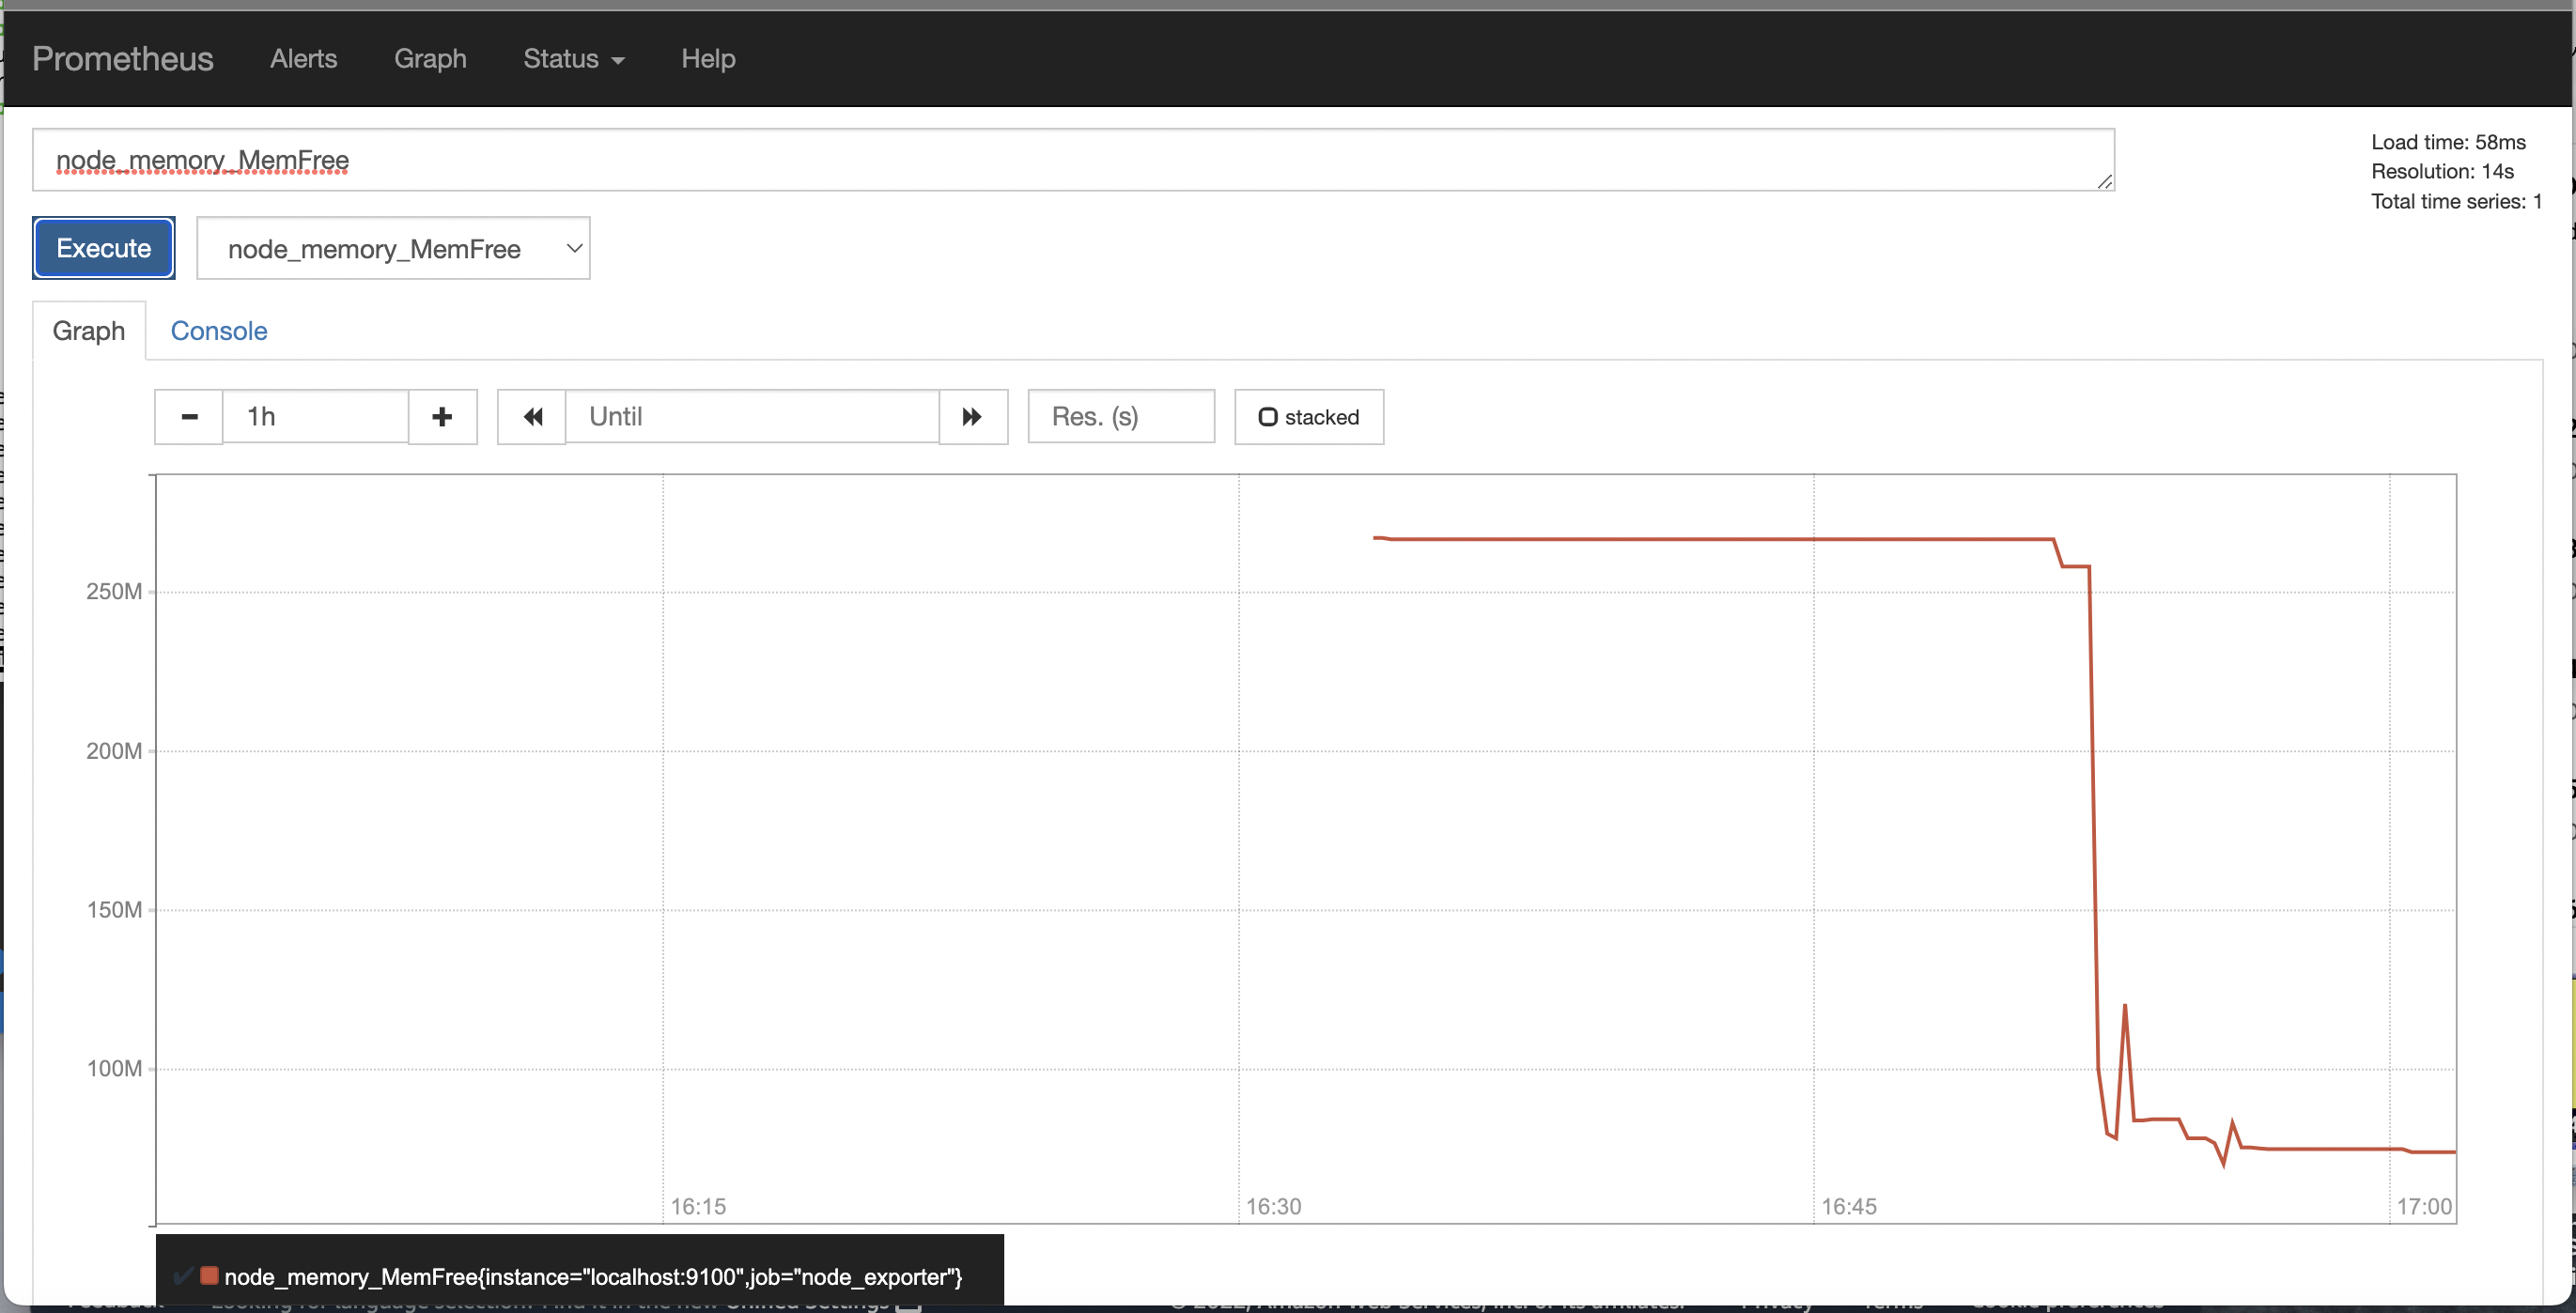 Prometheus Alerts Graph Status Help
node_memory_MemFree
Load time: 58ms
Resolution: 14s
Total time series: 1
Execute node_memory_MemFree
Graph Console
1h Until Res. (s) stacked
250M
200M
150M
100M
16:15 16:30 16:45 17:00
node_memory_MemFree{instance="localhost:9100",job="node_exporter"}